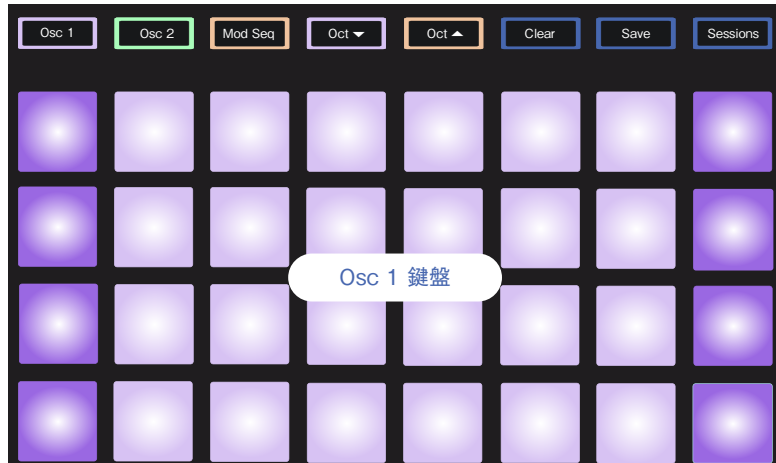 Osc 1 Osc 2 Mod Seq Oct ▼ Oct ▲ Clear Save Sessions
Osc 1 鍵盤